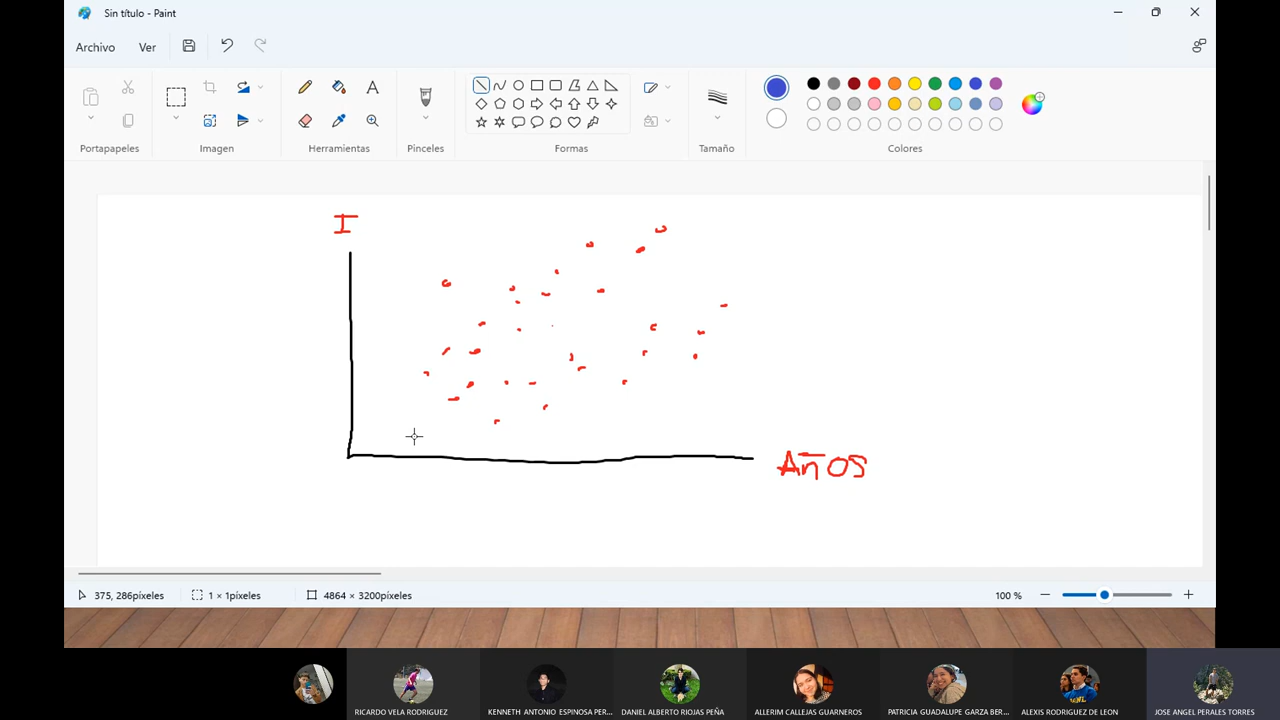 Sin título - Paint
Archivo Ver
Portapapeles Imagen Herramientas Pinceles Formas Tamaño Colores
I
AñOS
375, 286píxeles 1 × 1píxeles 4864 × 3200píxeles 100 %
RICARDO VELA RODRIGUEZ KENNETH ANTONIO ESPINOSA PER... DANIEL ALBERTO RIOJAS PEÑA ALLERIM CALLEJAS GUARNEROS PATRICIA GUADALUPE GARZA BER... ALEXIS RODRIGUEZ DE LEON JOSE ANGEL PERALES TORRES